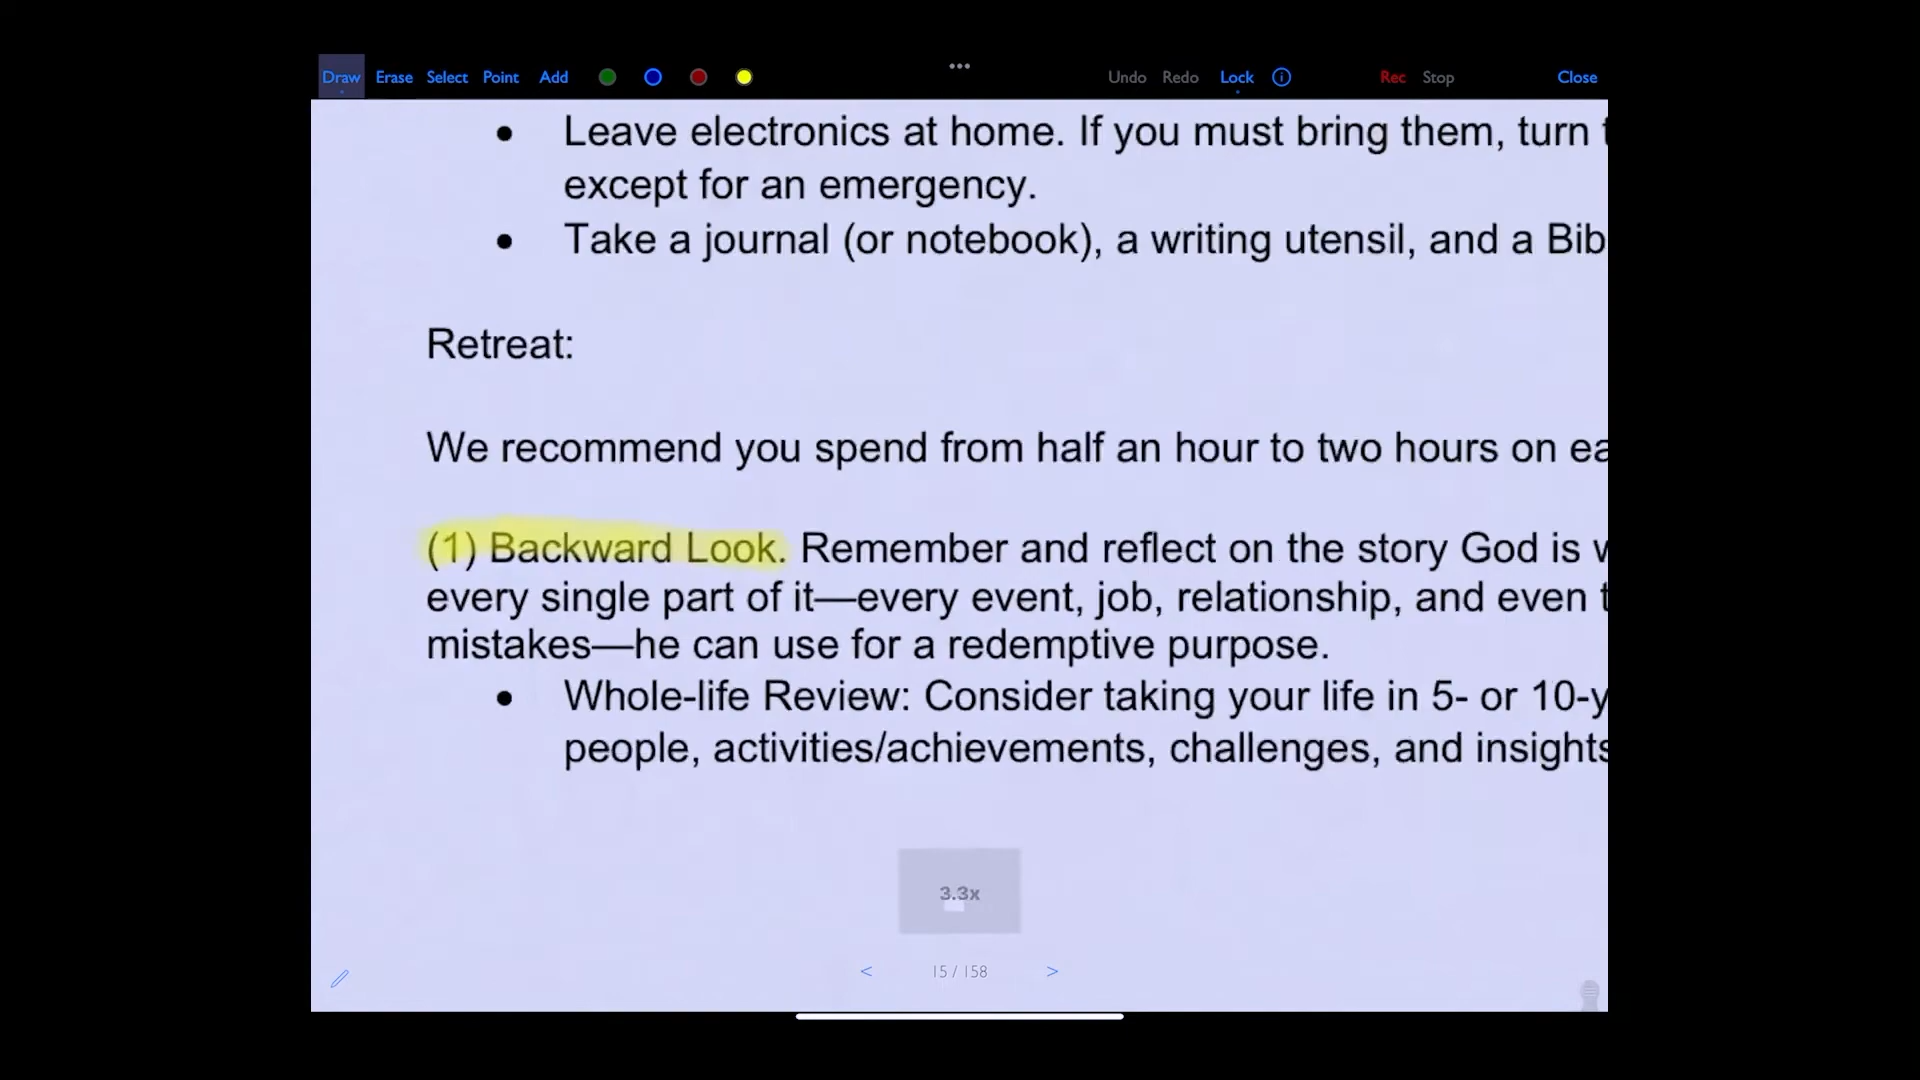 Draw Erase Select Point Add Undo Redo Lock Rec Stop Close
• Leave electronics at home. If you must bring them, turn
except for an emergency.
• Take a journal (or notebook), a writing utensil, and a Bib
Retreat:
We recommend you spend from half an hour to two hours on ea
(1) Backward Look. Remember and reflect on the story God is
every single part of it—every event, job, relationship, and even
mistakes—he can use for a redemptive purpose.
• Whole-life Review: Consider taking your life in 5- or 10-y
people, activities/achievements, challenges, and insights
3.3x
< 15 / 158 >